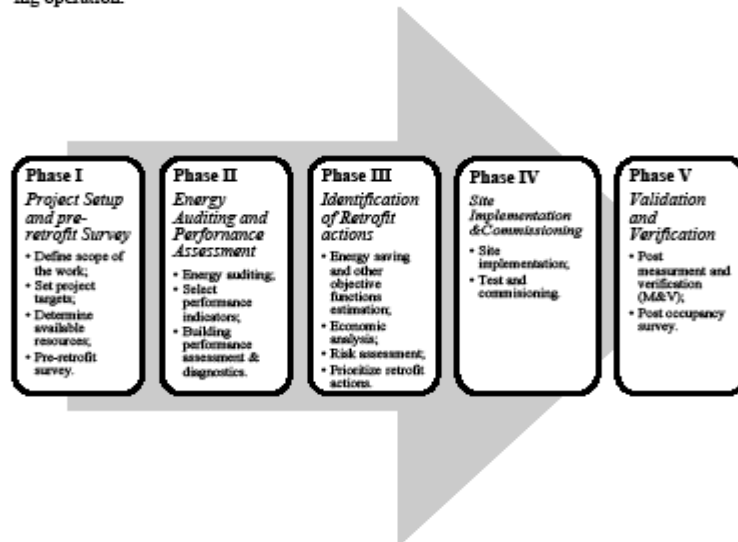 ing operation.
Phase I
Project Setup
and pre-
retrofit Survey
• Define scope of
the work;
• Set project
targets;
• Determine
available
resources;
• Pre-retrofit
survey.
Phase II
Energy
Auditing and
Perfornance
Assessment
• Energy auditing;
• Select
performance
indicators;
• Building
performance
assessment &
diagnostics.
Phase III
Identification
of Retrofit
actions
• Energy saving
and other
objective
functions
estimation;
• Economic
analysis;
• Risk assessment;
• Prioritize retrofit
actions.
Phase IV
Site
Implementation
&Commissioning
• Site
implementation;
• Test and
commisioning.
Phase V
Validation
and
Verification
• Post
measurment and
verification
(M&V);
• Post occupancy
survey.